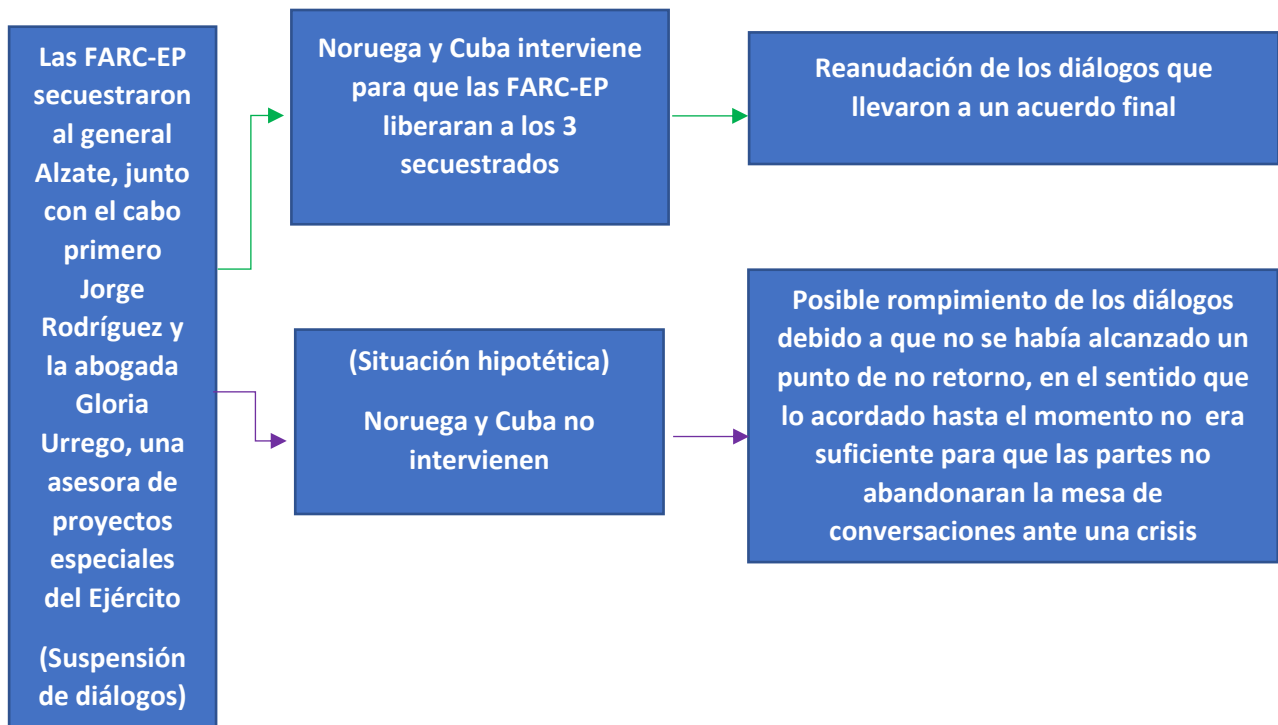 Las FARC-EP
secuestraron
al general
Alzate, junto
con el cabo
primero
Jorge
Rodríguez y
la abogada
Gloria
Urrego, una
asesora de
proyectos
especiales
del Ejército
(Suspensión
de diálogos)
Noruega y Cuba interviene
para que las FARC-EP
liberaran a los 3
secuestrados
Reanudación de los diálogos que
llevaron a un acuerdo final
(Situación hipotética)
Noruega y Cuba no
intervienen
Posible rompimiento de los diálogos
debido a que no se había alcanzado un
punto de no retorno, en el sentido que
lo acordado hasta el momento no era
suficiente para que las partes no
abandonaran la mesa de
conversaciones ante una crisis